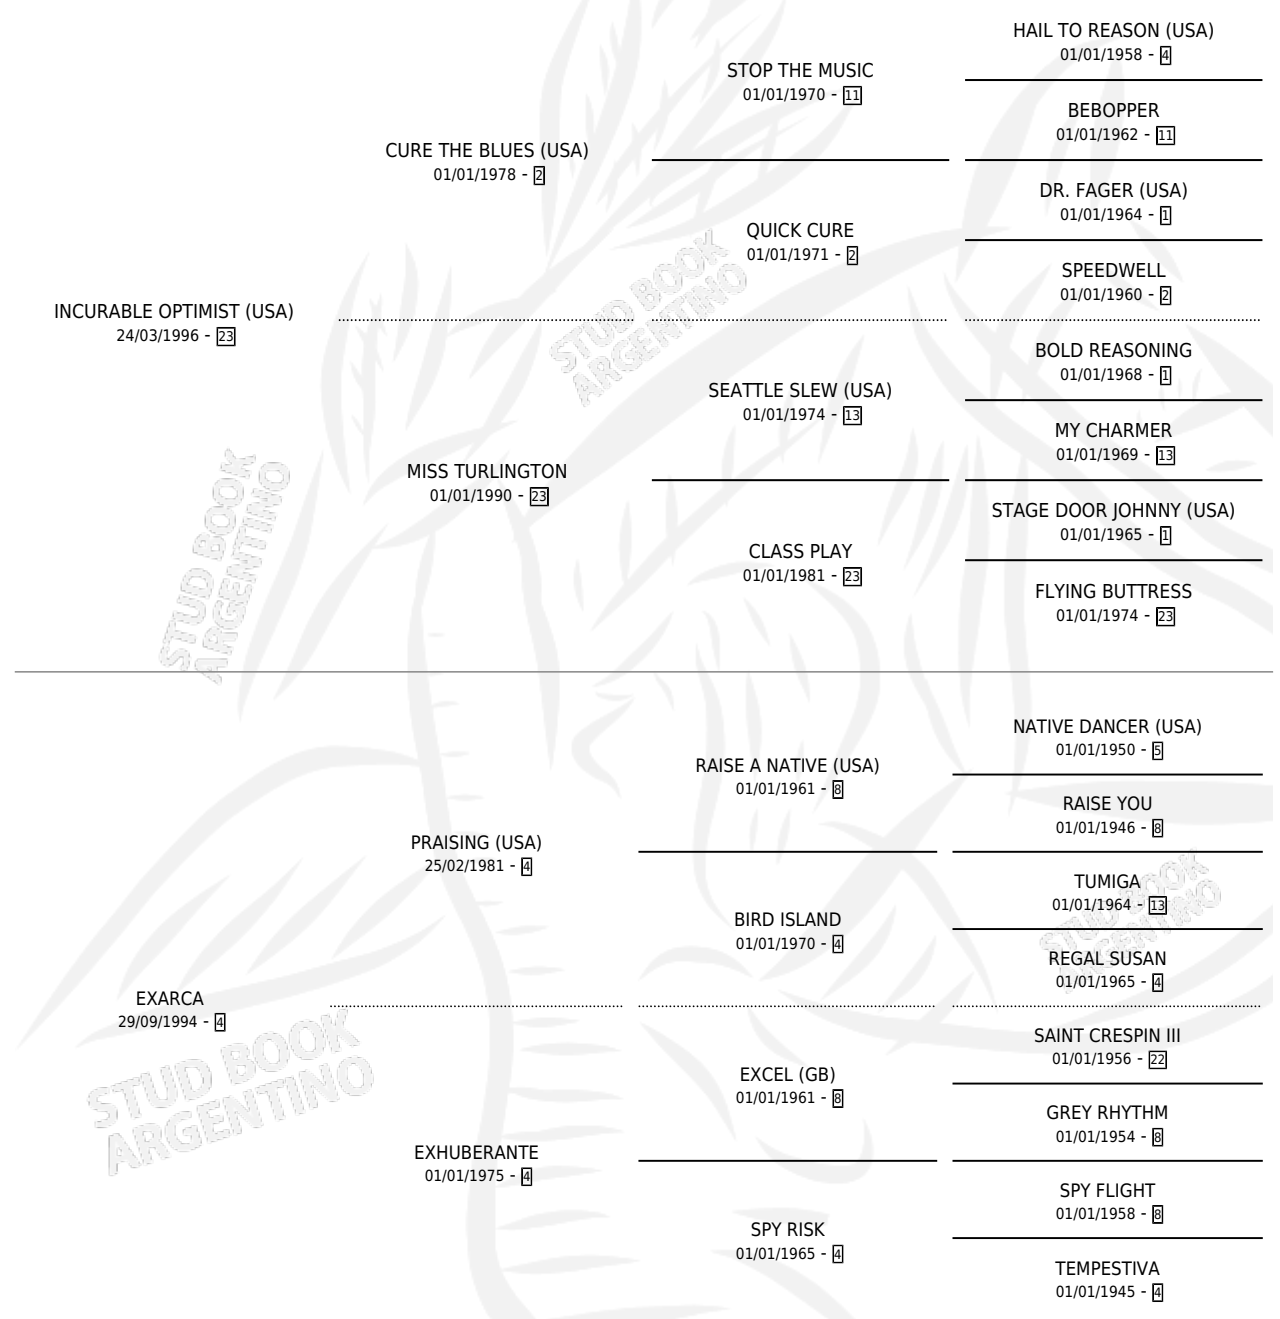 HAIL TO REASON (USA)
01/01/1958 - 4
STOP THE MUSIC
01/01/1970 - 11
BEBOPPER
01/01/1962 - 11
CURE THE BLUES (USA)
01/01/1978 - 2
DR. FAGER (USA)
01/01/1964 - 1
QUICK CURE
01/01/1971 - 2
SPEEDWELL
01/01/1960 - 2
STUD BOOK
ARGENTINO
INCURABLE OPTIMIST (USA)
24/03/1996 - 23
BOLD REASONING
01/01/1968 - 1
SEATTLE SLEW (USA)
01/01/1974 - 13
MY CHARMER
01/01/1969 - 13
MISS TURLINGTON
01/01/1990 - 23
STAGE DOOR JOHNNY (USA)
01/01/1965 - 1
CLASS PLAY
01/01/1981 - 23
FLYING BUTTRESS
01/01/1974 - 23
STUD BOOK
ARGENTINO
NATIVE DANCER (USA)
01/01/1950 - 5
RAISE A NATIVE (USA)
01/01/1961 - 8
RAISE YOU
01/01/1946 - 8
PRAISING (USA)
25/02/1981 - 4
TUMIGA
01/01/1964 - 13
BIRD ISLAND
01/01/1970 - 4
REGAL SUSAN
01/01/1965 - 4
STUD BOOK
ARGENTINO
EXARCA
29/09/1994 - 4
SAINT CRESPIN III
01/01/1956 - 22
EXCEL (GB)
01/01/1961 - 8
GREY RHYTHM
01/01/1954 - 8
STUD BOOK
ARGENTINO
EXHUBERANTE
01/01/1975 - 4
SPY FLIGHT
01/01/1958 - 8
SPY RISK
01/01/1965 - 4
TEMPESTIVA
01/01/1945 - 4